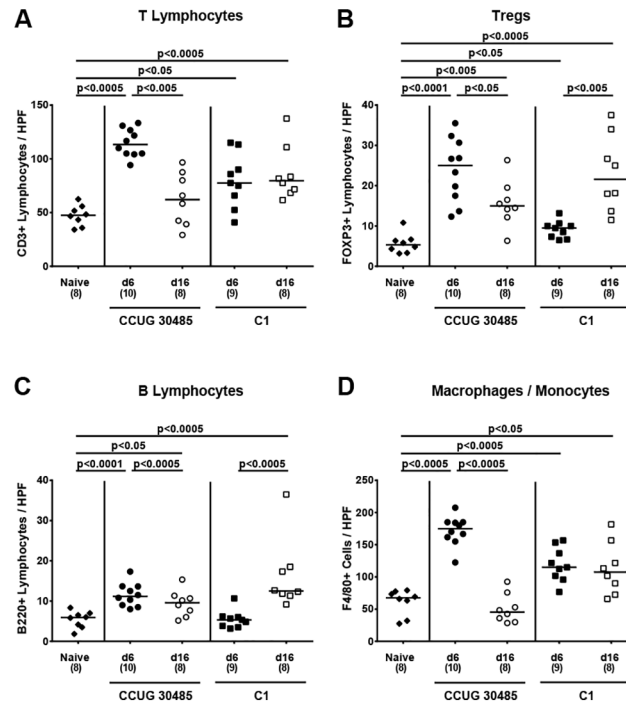 A
T Lymphocytes
p<0.0005
p<0.05
p<0.0005
p<0.005
CD3+ Lymphocytes / HPF
150
100
50
0
Naive
d6
d16
d6
d16
(8)
(10)
(8)
(9)
(8)
CCUG 30485
C1
B
Tregs
p<0.0005
p<0.05
p<0.005
p<0.0001
p<0.05
p<0.005
FOXP3+ Lymphocytes / HPF
40
30
20
10
0
Naive
d6
d16
d6
d16
(8)
(10)
(8)
(9)
(8)
CCUG 30485
C1
C
B Lymphocytes
p<0.0005
p<0.05
p<0.0001
p<0.0005
p<0.0005
B220+ Lymphocytes / HPF
40
30
20
10
0
Naive
d6
d16
d6
d16
(8)
(10)
(8)
(9)
(8)
CCUG 30485
C1
D
Macrophages / Monocytes
p<0.05
p<0.0005
p<0.0005
p<0.0005
F4/80+ Cells / HPF
250
200
150
100
50
0
Naive
d6
d16
d6
d16
(8)
(10)
(8)
(9)
(8)
CCUG 30485
C1